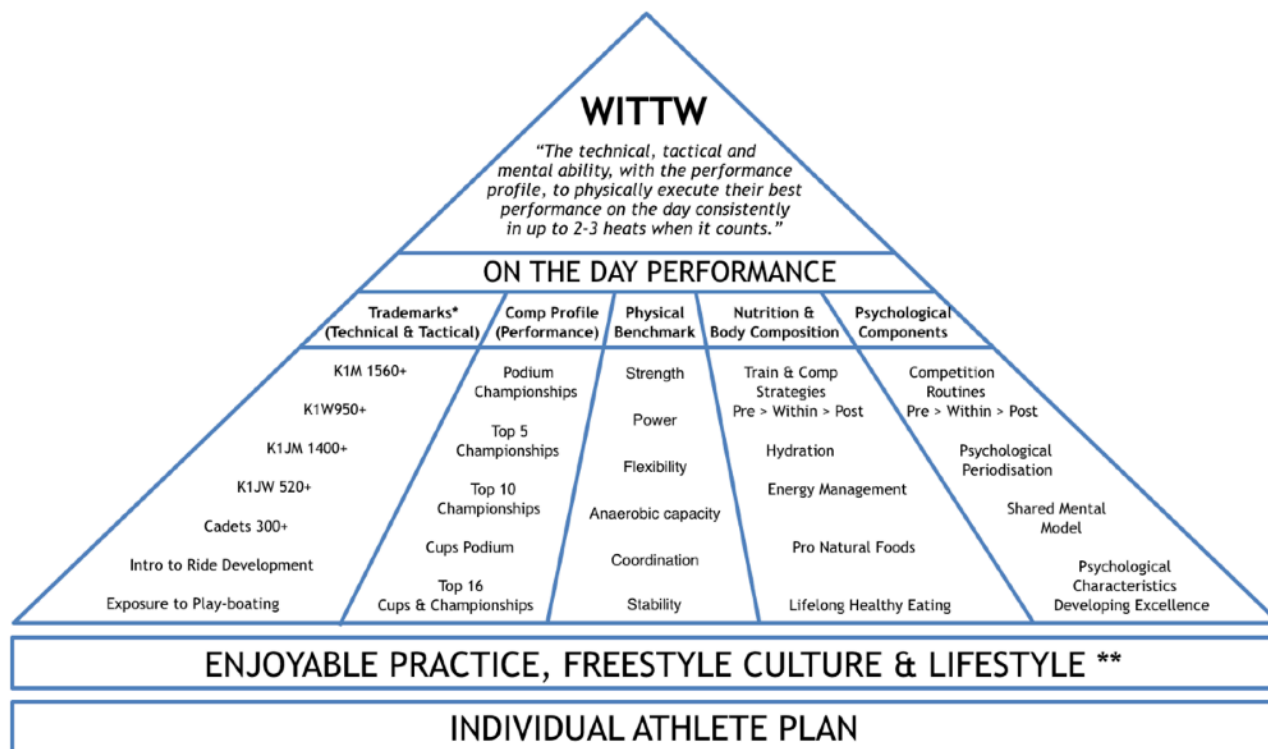 WITTW
“The technical, tactical and
mental ability, with the performance
profile, to physically execute their best
performance on the day consistently
in up to 2-3 heats when it counts.”
ON THE DAY PERFORMANCE
Trademarks*
(Technical & Tactical)
K1M 1560+
K1W950+
K1JM 1400+
K1JW 520+
Cadets 300+
Intro to Ride Development
Exposure to Play-boating
Comp Profile
(Performance)
Podium
Championships
Top 5
Championships
Top 10
Championships
Cups Podium
Top 16
Cups & Championships
Physical
Benchmark
Strength
Power
Flexibility
Anaerobic capacity
Coordination
Stability
Nutrition &
Body Composition
Train & Comp
Strategies
Pre > Within > Post
Hydration
Energy Management
Pro Natural Foods
Lifelong Healthy Eating
Psychological
Components
Competition
Routines
Pre > Within > Post
Psychological
Periodisation
Shared Mental
Model
Psychological
Characteristics
Developing Excellence
ENJOYABLE PRACTICE, FREESTYLE CULTURE & LIFESTYLE **
INDIVIDUAL ATHLETE PLAN